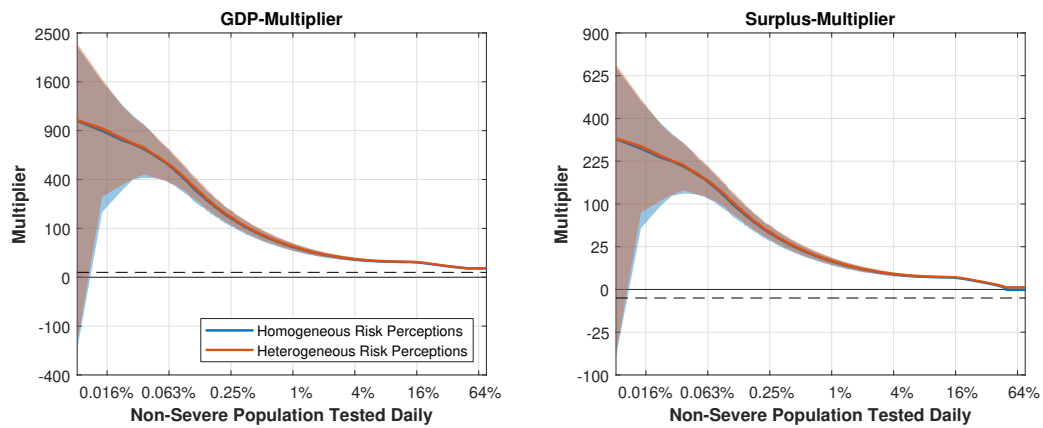 GDP-Multiplier
2500
1600
900
400
100
0
-100
-400
Multiplier
Homogeneous Risk Perceptions
Heterogeneous Risk Perceptions
0.016% 0.063% 0.25% 1% 4% 16% 64%
Non-Severe Population Tested Daily
Surplus-Multiplier
900
625
400
225
100
25
0
-25
-100
Multiplier
0.016% 0.063% 0.25% 1% 4% 16% 64%
Non-Severe Population Tested Daily